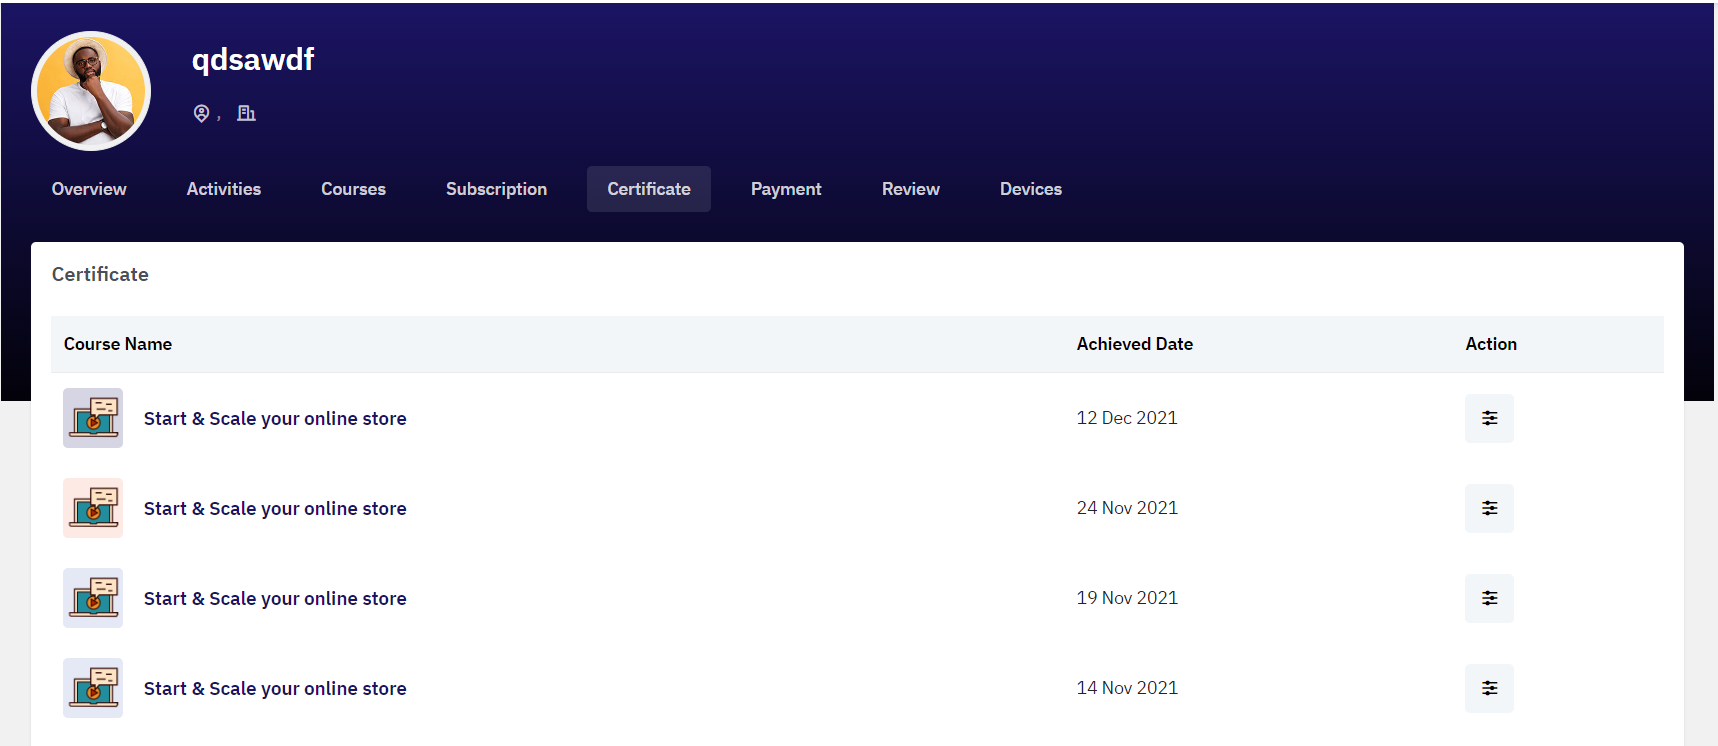 qdsawdf
,
Overview Activities Courses Subscription Certificate Payment Review Devices
Certificate
Course Name Achieved Date Action
Start & Scale your online store 12 Dec 2021
Start & Scale your online store 24 Nov 2021
Start & Scale your online store 19 Nov 2021
Start & Scale your online store 14 Nov 2021